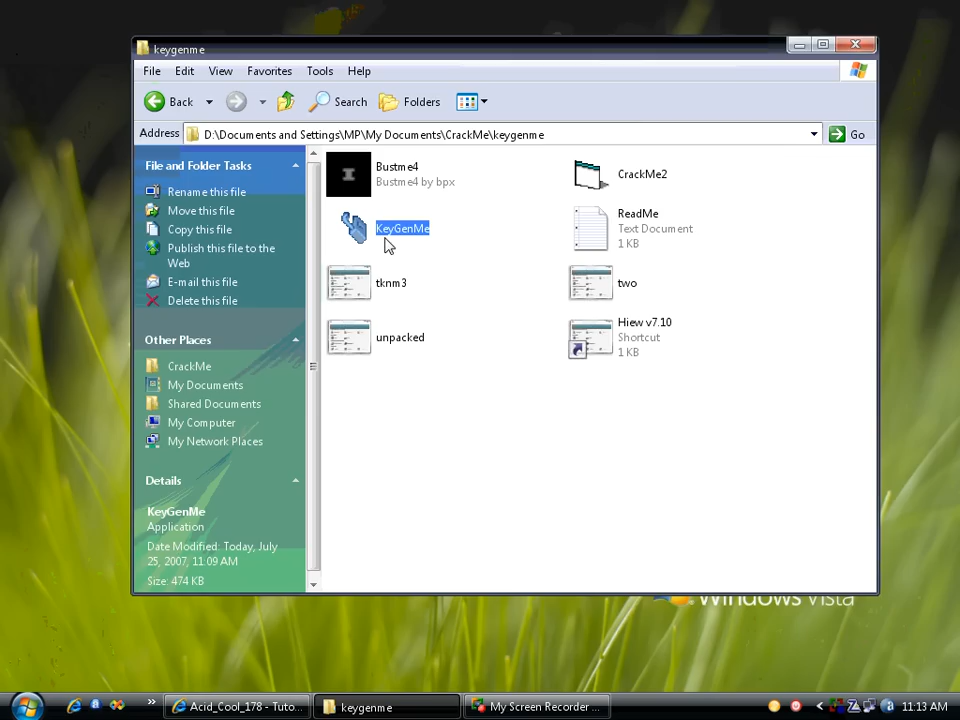 keygenme
File Edit View Favorites Tools Help
Back Search Folders
Address D:\Documents and Settings\MP\My Documents\CrackMe\keygenme Go
File and Folder Tasks
Rename this file
Move this file
Copy this file
Publish this file to the
Web
E-mail this file
Delete this file
Other Places
CrackMe
My Documents
Shared Documents
My Computer
My Network Places
Details
KeyGenMe
Application
Date Modified: Today, July
25, 2007, 11:09 AM
Size: 474 KB
Bustme4
Bustme4 by bpx
CrackMe2
KeyGenMe
ReadMe
Text Document
1 KB
tknm3
two
unpacked
Hiew v7.10
Shortcut
1 KB
Windows Vista
Acid_Cool_178 - Tuto...
keygenme
My Screen Recorder ...
11:13 AM